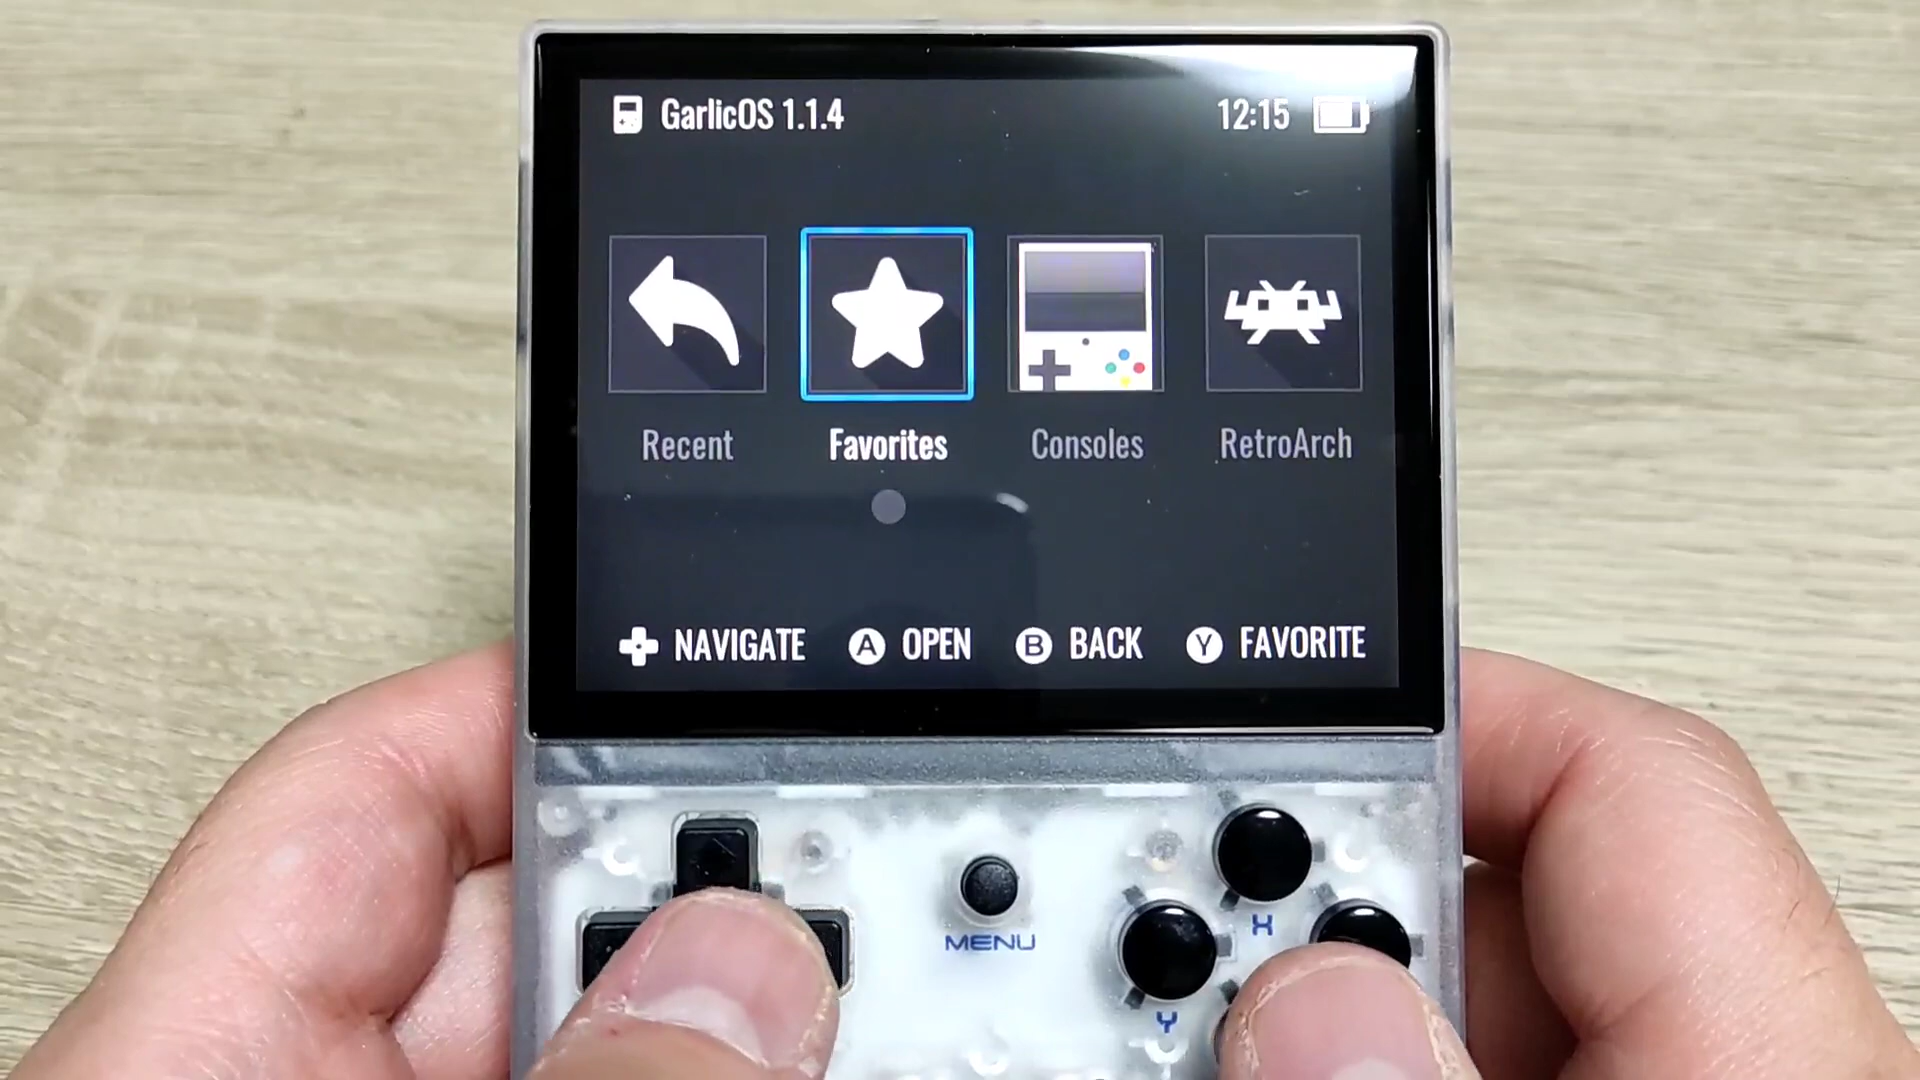 GarlicOS 1.1.4
12:15
Recent
Favorites
Consoles
RetroArch
NAVIGATE
A OPEN
B BACK
Y FAVORITE
MENU
X
Y